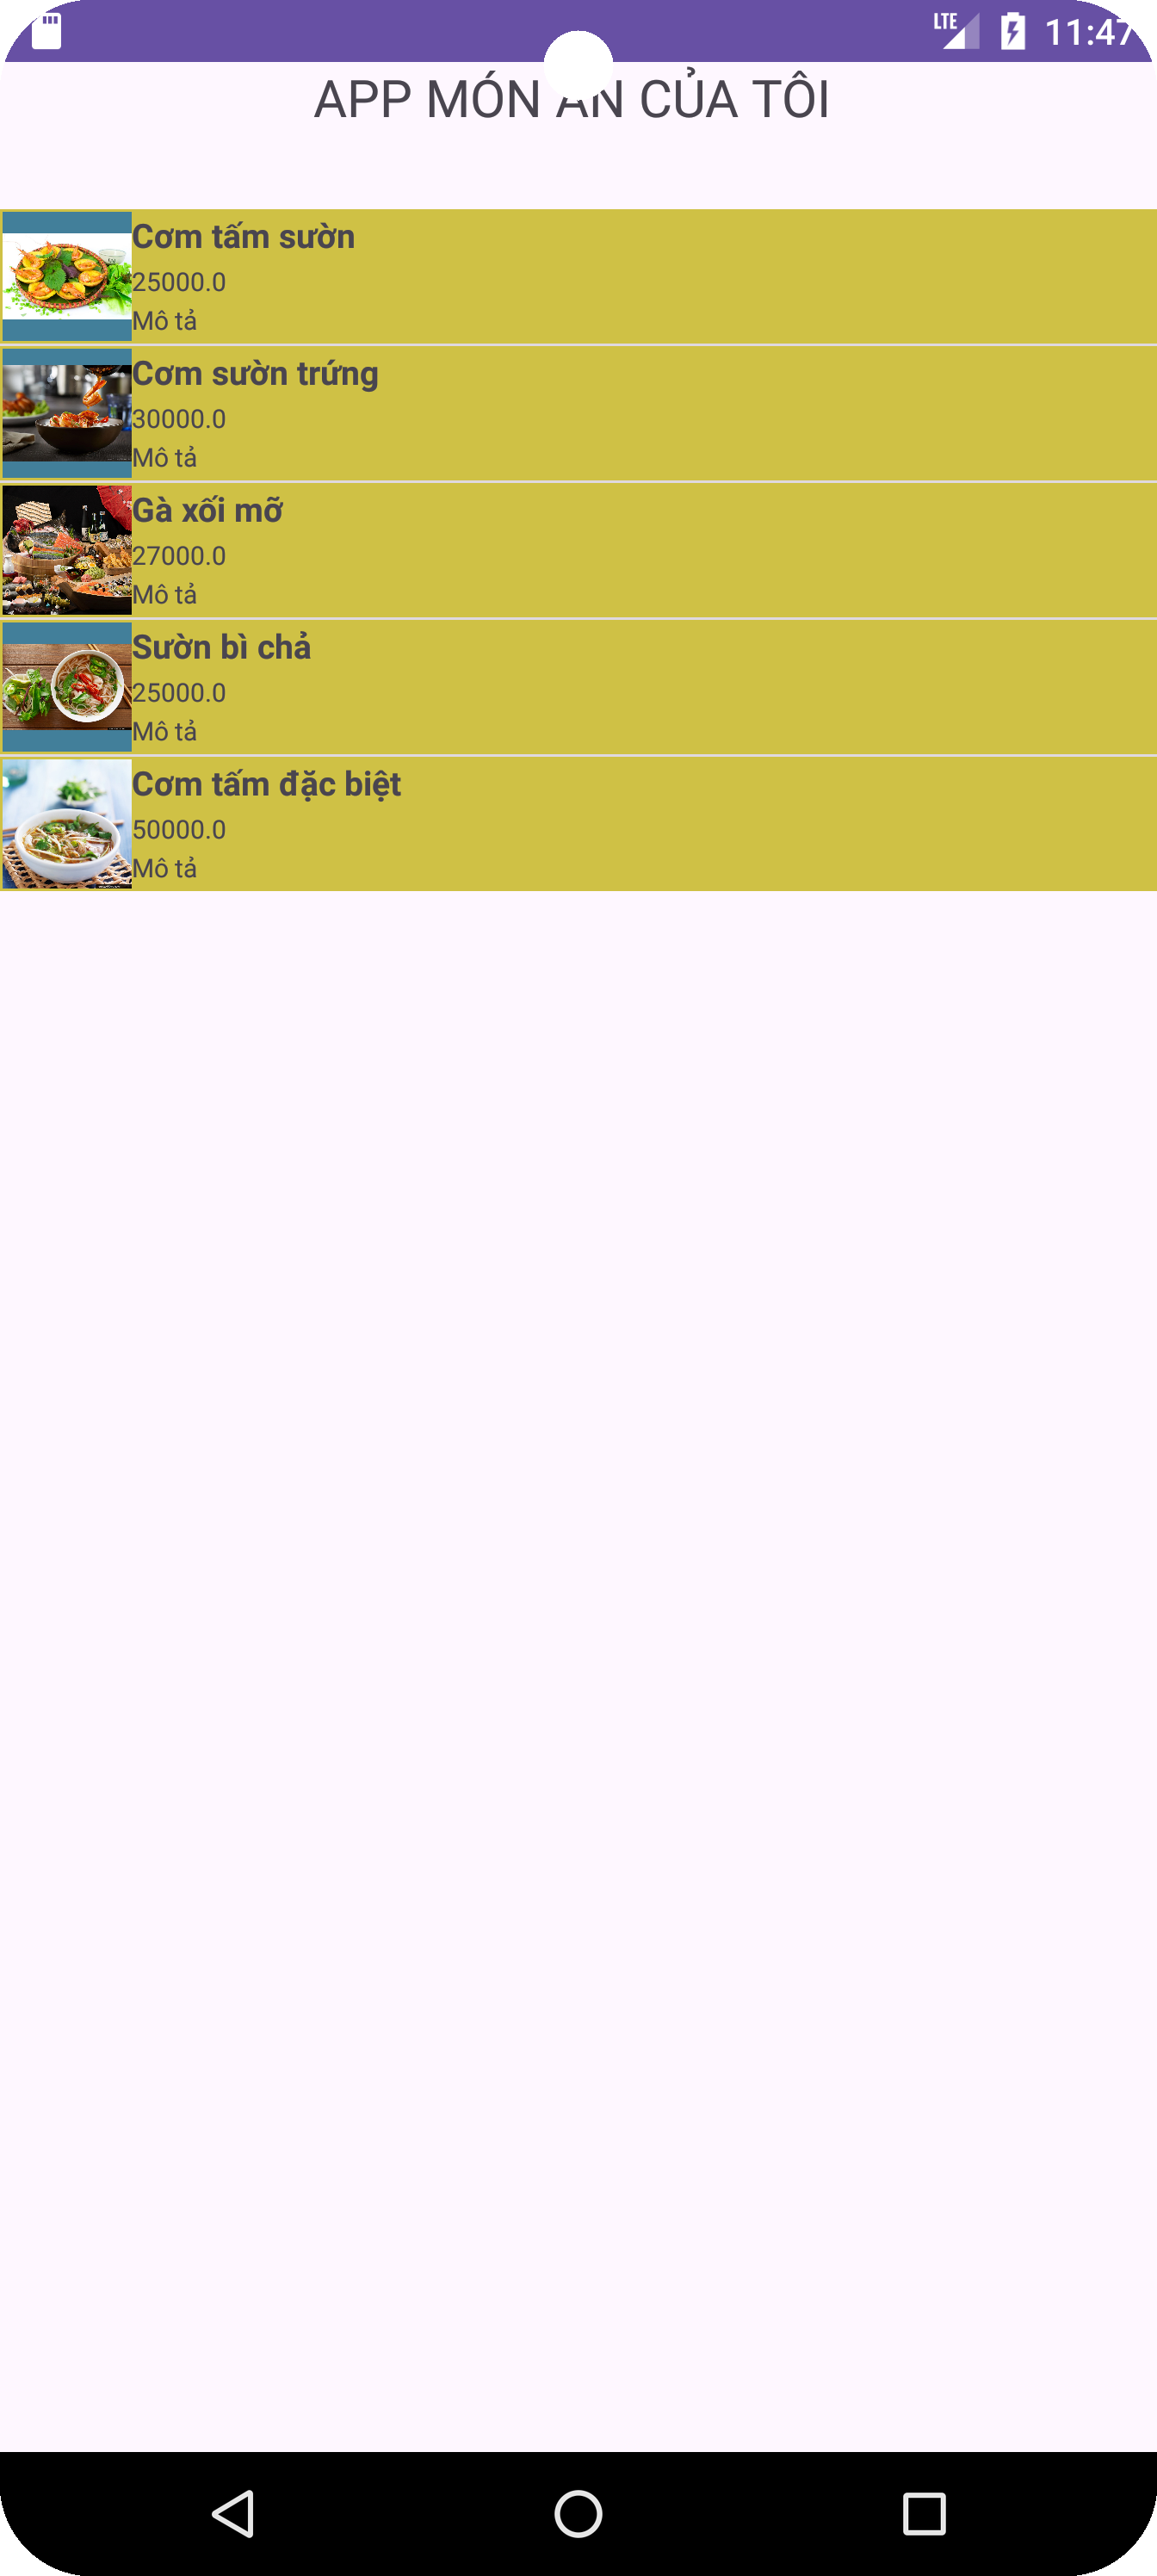 LTE 11:47
APP MÓN ĂN CỦA TÔI
Cơm tấm sườn
25000.0
Mô tả
Cơm sườn trứng
30000.0
Mô tả
Gà xối mỡ
27000.0
Mô tả
Sườn bì chả
25000.0
Mô tả
Cơm tấm đặc biệt
50000.0
Mô tả